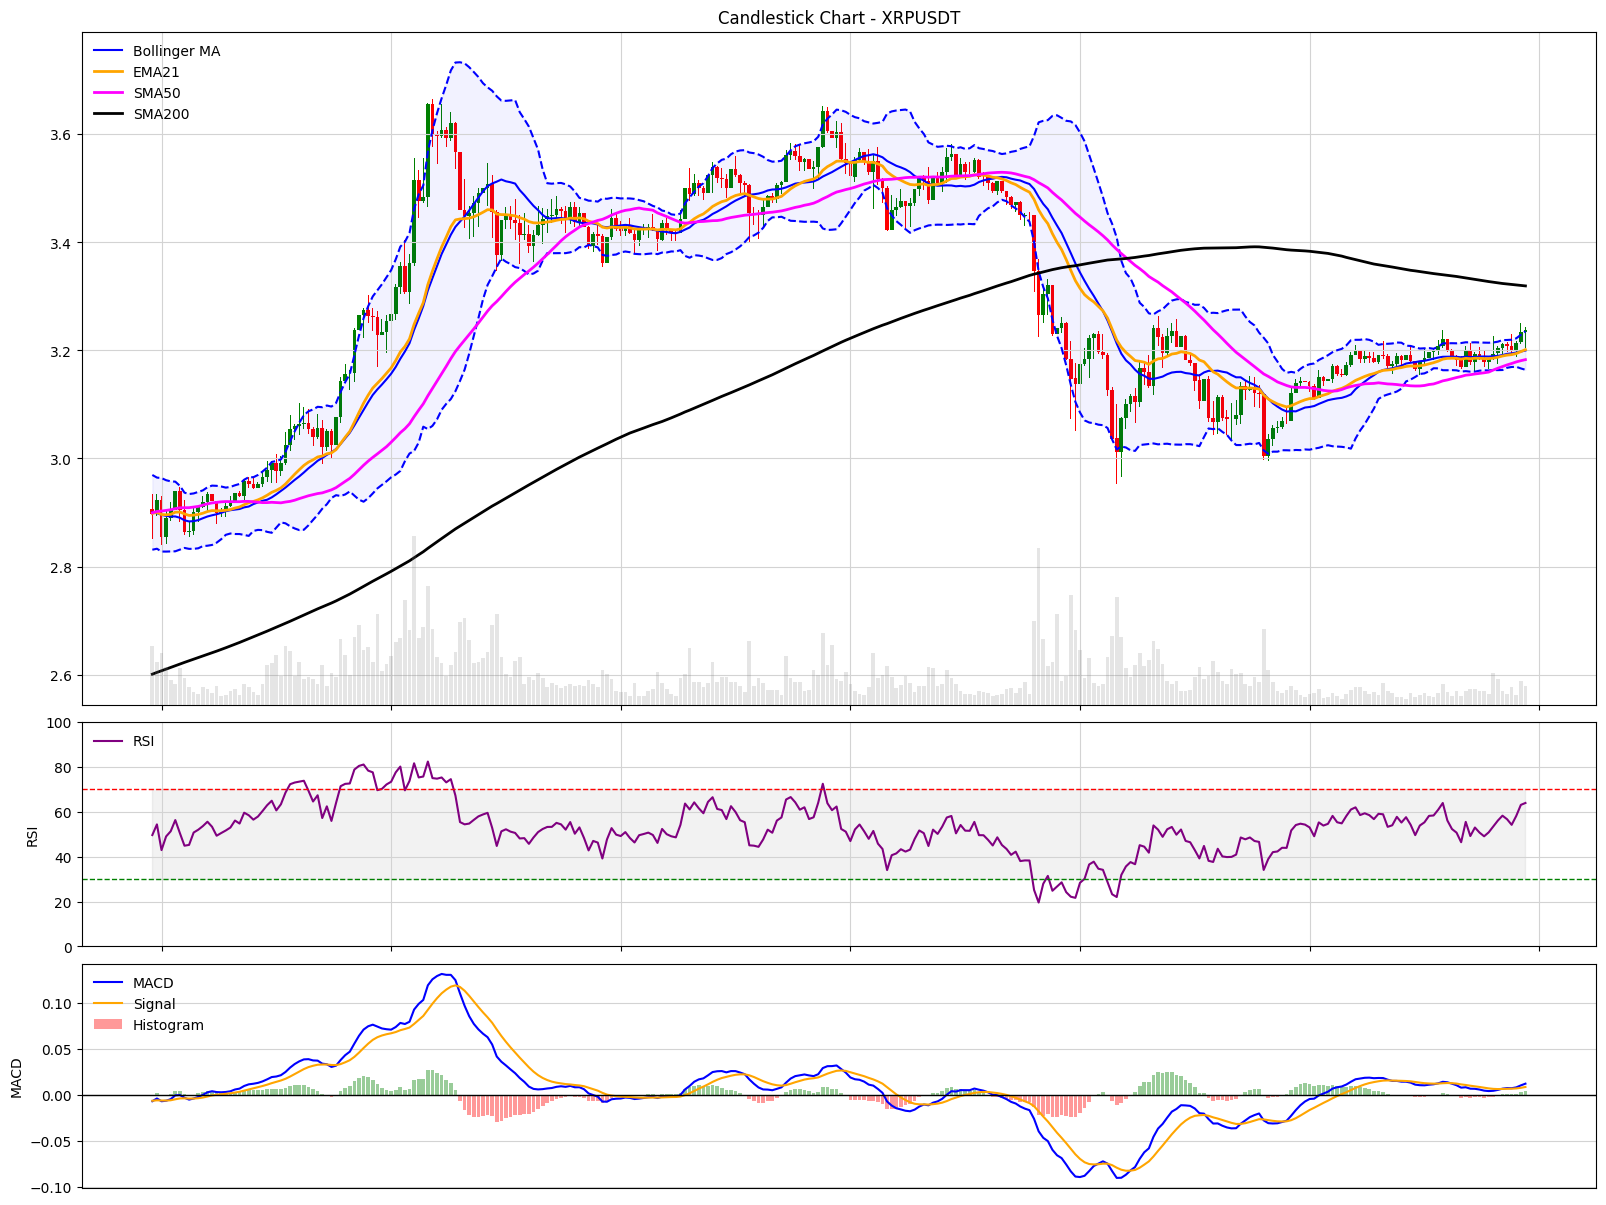 Candlestick Chart - XRPUSDT
Bollinger MA
EMA21
SMA50
SMA200
3.6
3.4
3.2
3.0
2.8
2.6
100
RSI
80
60
RSI
40
20
0
MACD
Signal
Histogram
0.10
0.05
MACD
0.00
−0.05
−0.10